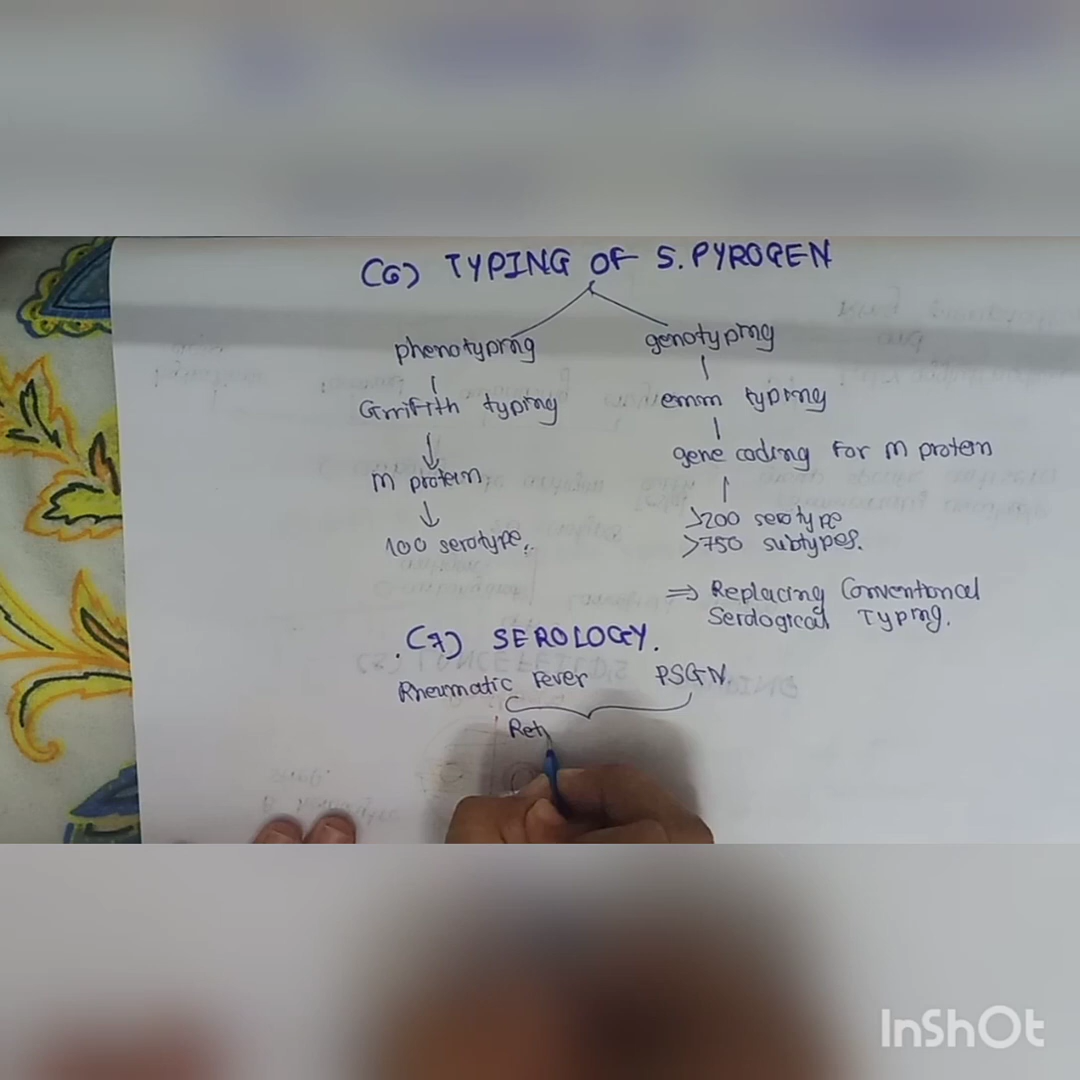 (6) TYPING OF S. PYROGEN
phenotyping genotyping
Griffith typing emm typing
M protein gene coding for M protein
100 serotype. >200 serotype
>750 subtypes.
⇒ Replacing Conventional
Serological Typing.
(7) SEROLOGY.
Rheumatic Fever PSGN
Ret
InShOt